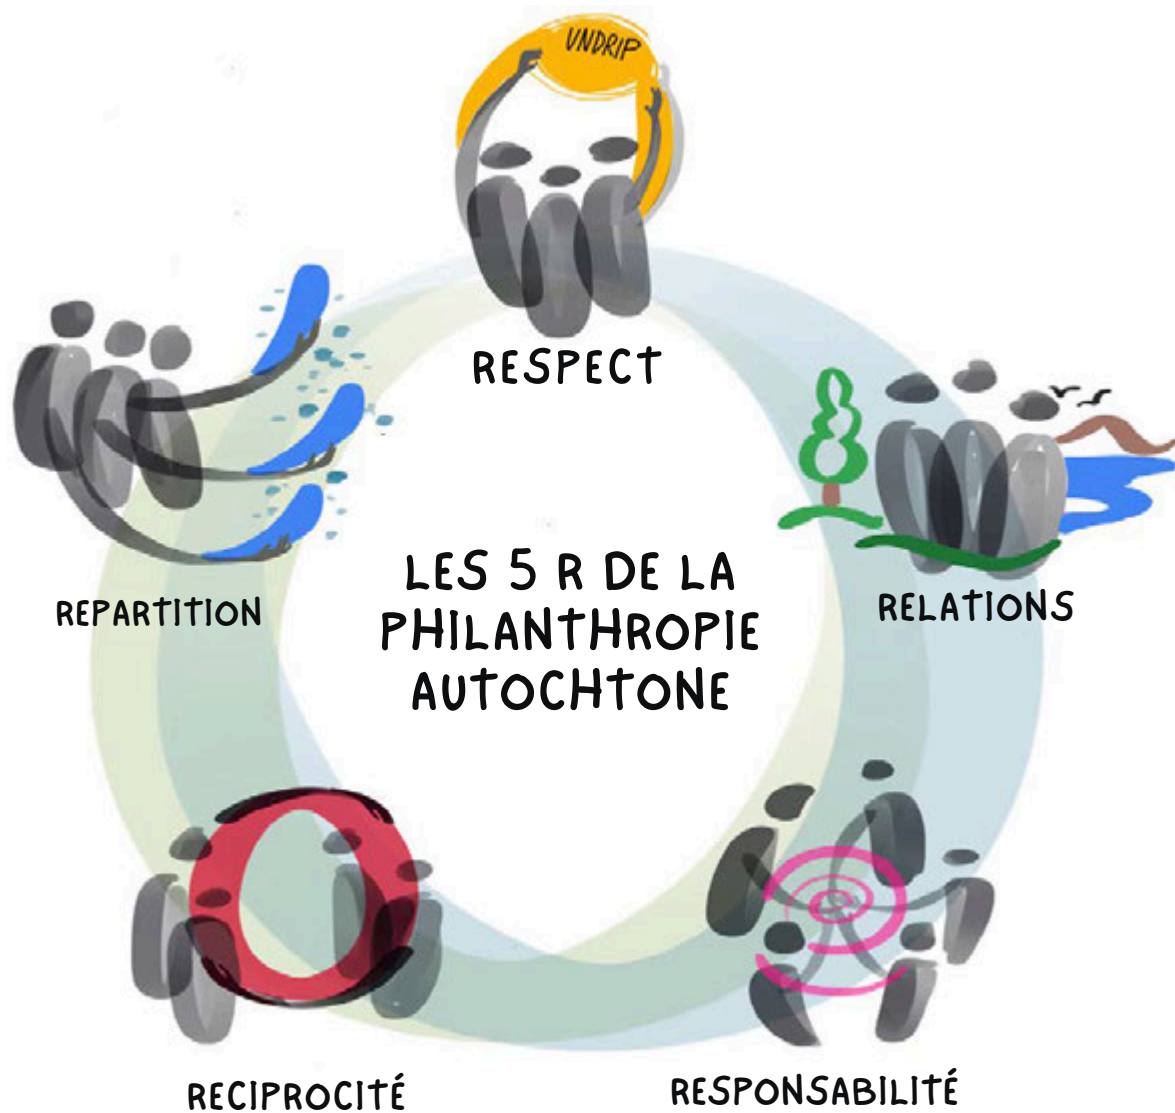 UNDRIP
RESPECT
RELATIONS
REPARTITION
LES 5 R DE LA
PHILANTHROPIE
AUTOCHTONE
RECIPROCITÉ
RESPONSABILITÉ